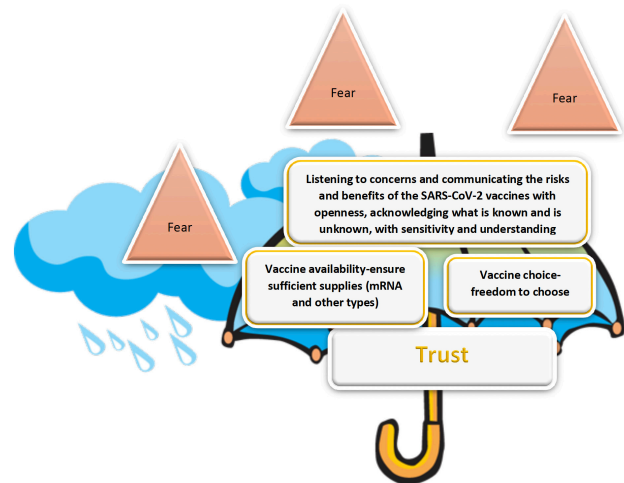 Fear
Fear
Fear
Listening to concerns and communicating the risks
and benefits of the SARS-CoV-2 vaccines with
openness, acknowledging what is known and is
unknown, with sensitivity and understanding
Vaccine availability-ensure
sufficient supplies (mRNA
and other types)
Vaccine choice-
freedom to choose
Trust